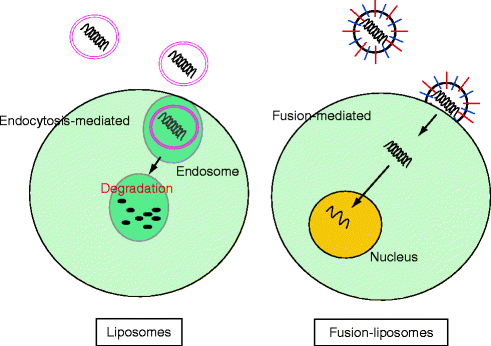 Endocytosis-mediated
Endosome
Degradation
Liposomes
Fusion-mediated
Nucleus
Fusion-liposomes